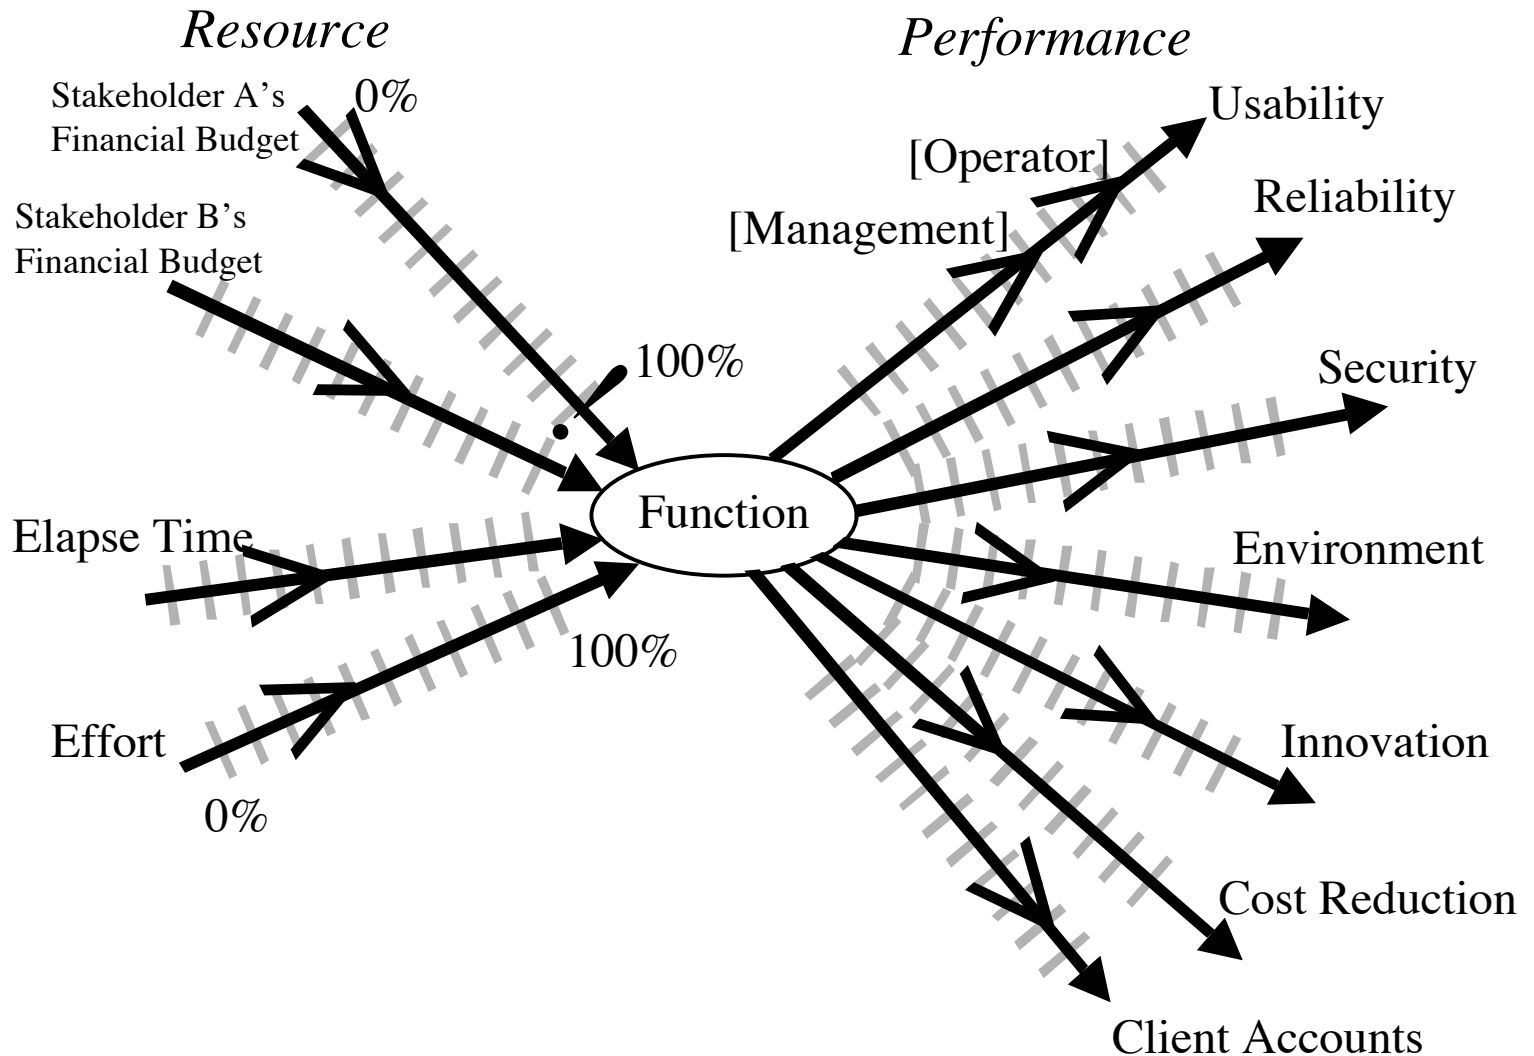 Resource
Performance
Stakeholder A's
Financial Budget
0%
Stakeholder B's
Financial Budget
100%
Elapse Time
Effort
0%
100%
Function
[Operator]
[Management]
Usability
Reliability
Security
Environment
Innovation
Cost Reduction
Client Accounts